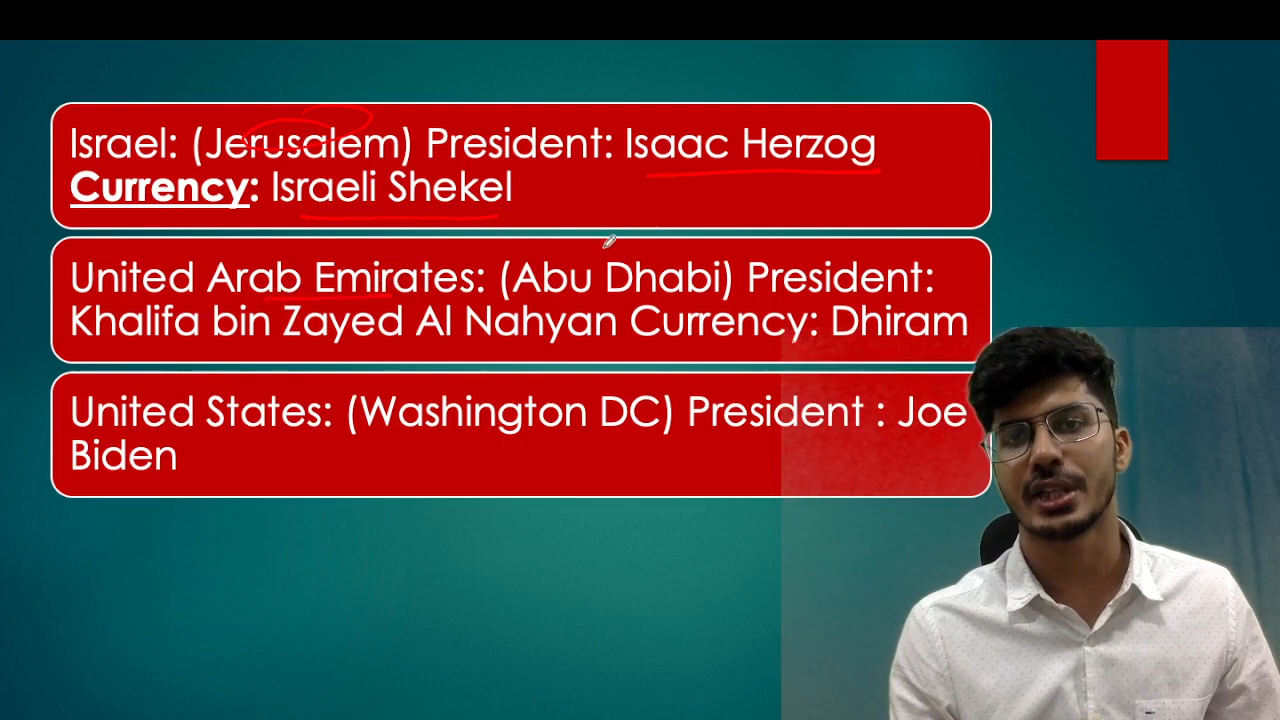 Israel: (Jerusalem) President: Isaac Herzog
Currency: Israeli Shekel
United Arab Emirates: (Abu Dhabi) President:
Khalifa bin Zayed Al Nahyan Currency: Dhiram
United States: (Washington DC) President : Joe
Biden